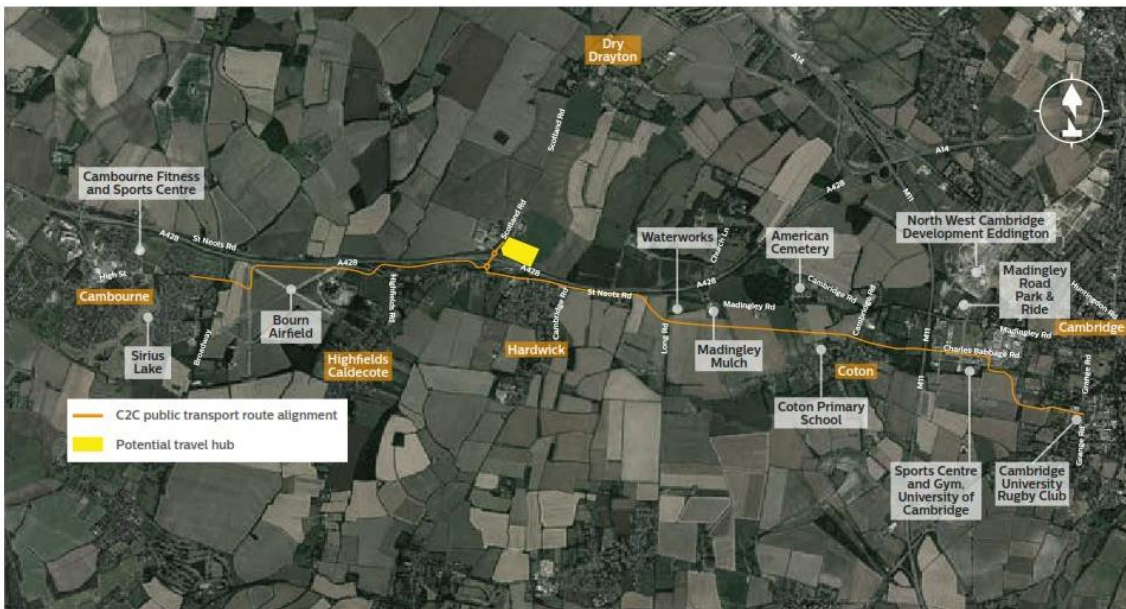 Dry
Drayton
A14
Scotland Rd
A14
Cambourne Fitness
and Sports Centre
M11
A428
North West Cambridge
Development Eddington
Scotland Rd
St Neots Rd
A428
Waterworks
Church Ln
American
Cemetery
Madingley
Road
Park &
Ride
Huntingdon Rd
High St
A428
A428
A428
Cambridge Rd
Cambourne
Highfields Rd
St Neots Rd
Madingley Rd
Cambridge Rd
Cambridge Rd
M11
Madingley Rd
Cambridge
Bourn
Airfield
Broadway
Sirius
Lake
Highfields
Caldecote
Hardwick
Long Rd
Madingley
Mulch
Charles Babbage Rd
Coton
M11
Grange Rd
Coton Primary
School
C2C public transport route alignment
Potential travel hub
Sports Centre
and Gym,
University of
Cambridge
Cambridge
University
Rugby Club
Grange Rd
N